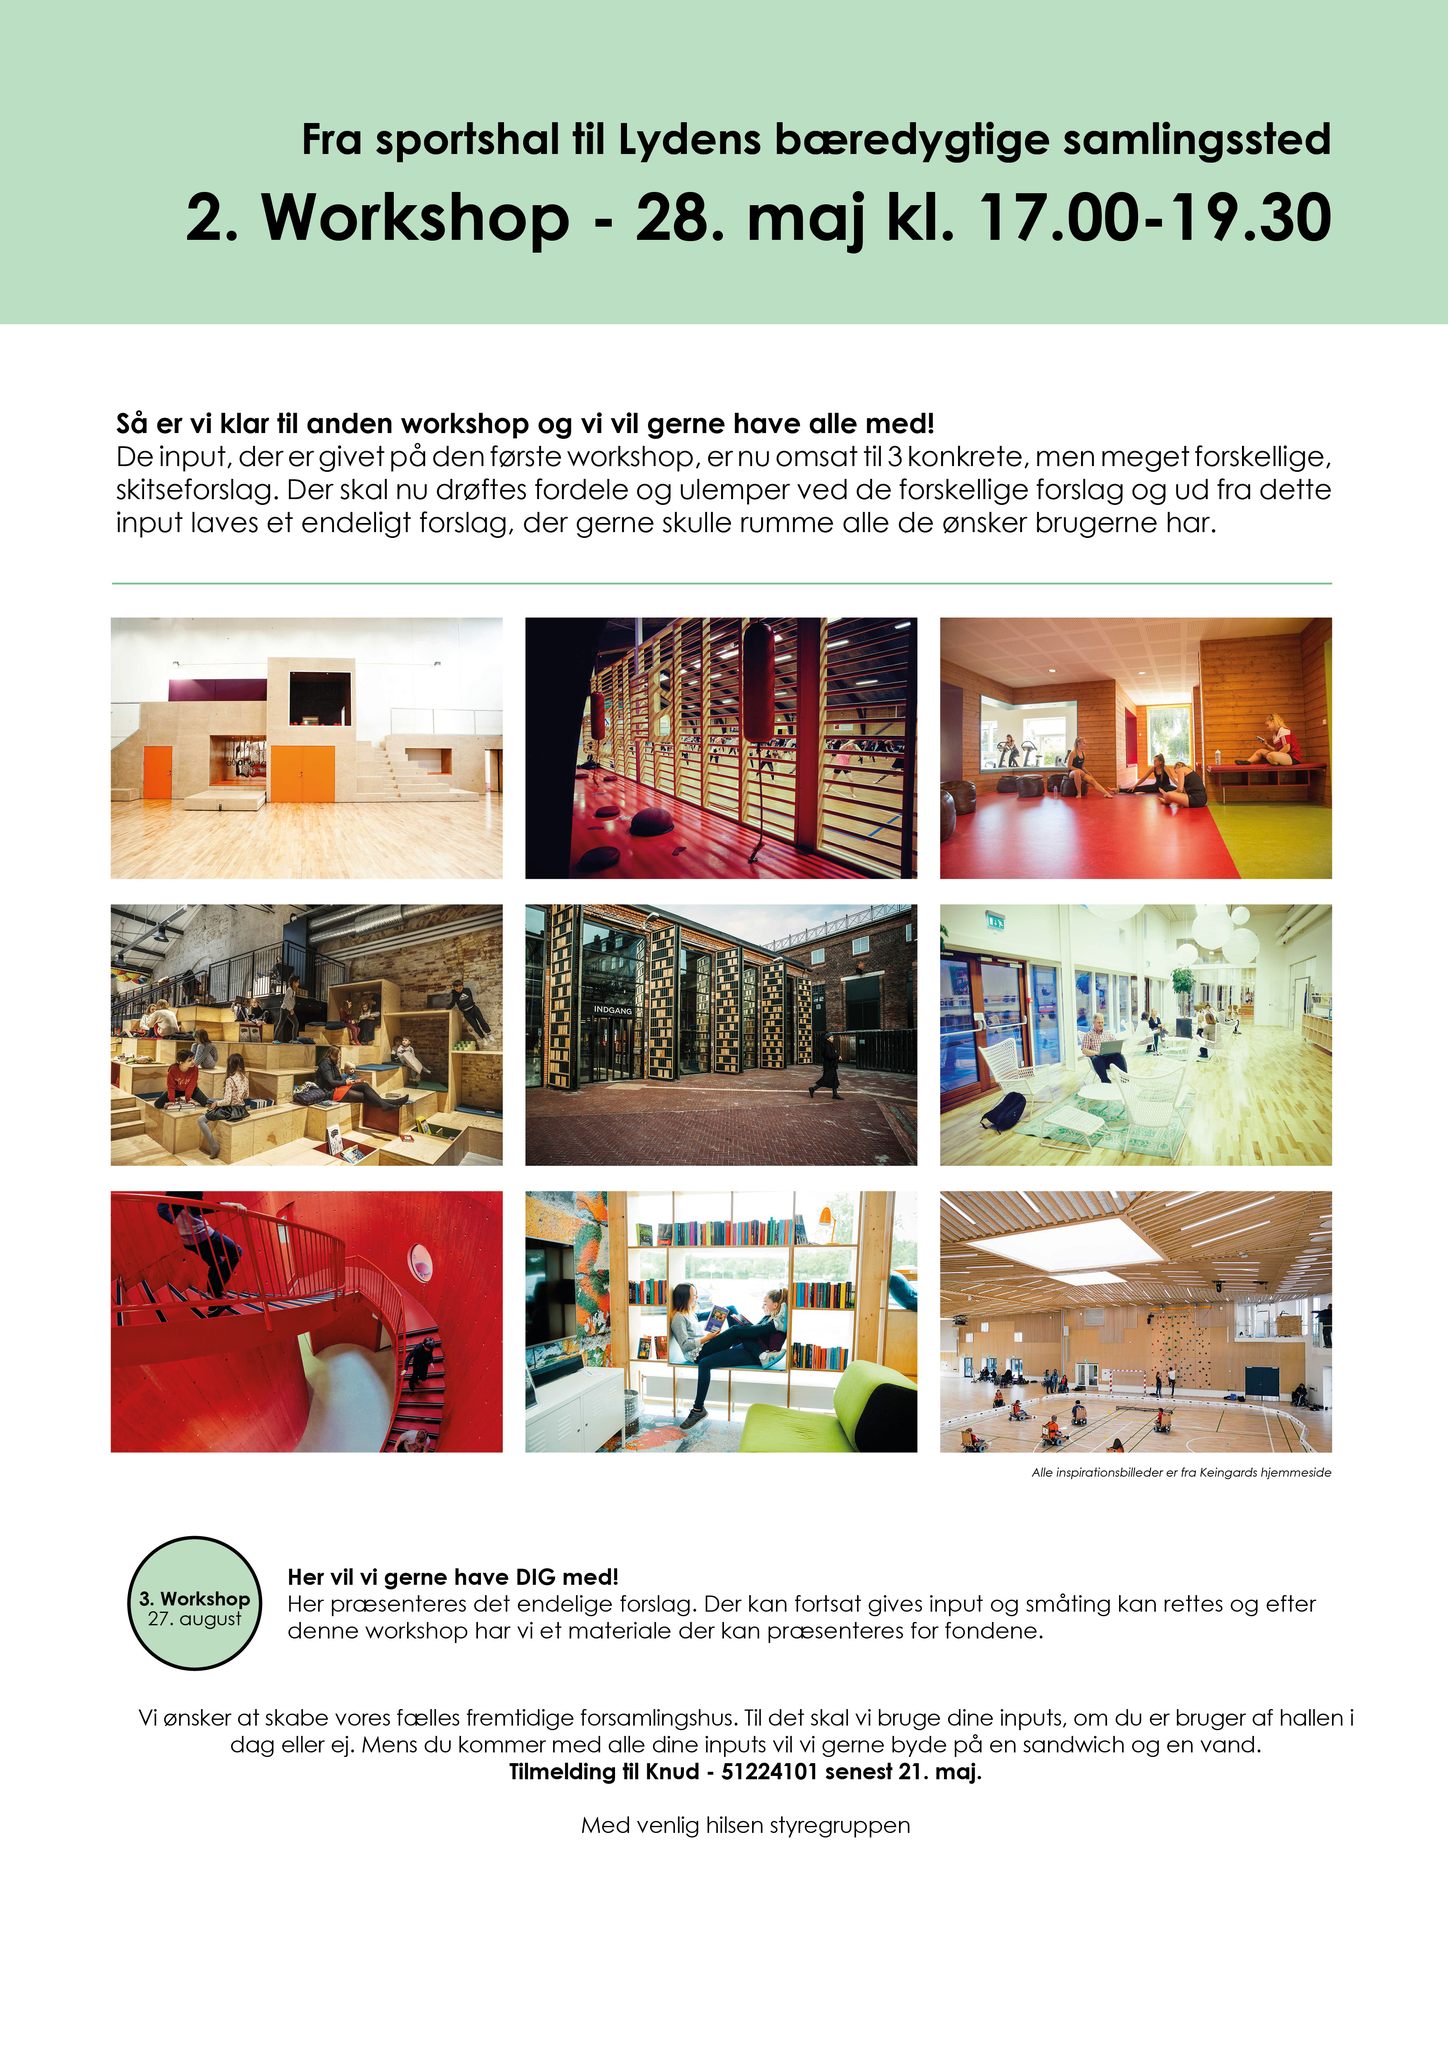 Fra sportshal til Lydens bæredygtige samlingssted
2. Workshop - 28. maj kl. 17.00-19.30
Så er vi klar til anden workshop og vi vil gerne have alle med!
De input, der er givet på den første workshop, er nu omsat til 3 konkrete, men meget forskellige,
skitseforslag. Der skal nu drøftes fordele og ulemper ved de forskellige forslag og ud fra dette
input laves et endeligt forslag, der gerne skulle rumme alle de ønsker brugerne har.
INDGANG
Alle inspirationsbilleder er fra Keingards hjemmeside
3. Workshop
27. august
Her vil vi gerne have DIG med!
Her præsenteres det endelige forslag. Der kan fortsat gives input og småting kan rettes og efter
denne workshop har vi et materiale der kan præsenteres for fondene.
Vi ønsker at skabe vores fælles fremtidige forsamlingshus. Til det skal vi bruge dine inputs, om du er bruger af hallen i
dag eller ej. Mens du kommer med alle dine inputs vil vi gerne byde på en sandwich og en vand.
Tilmelding til Knud - 51224101 senest 21. maj.
Med venlig hilsen styregruppen